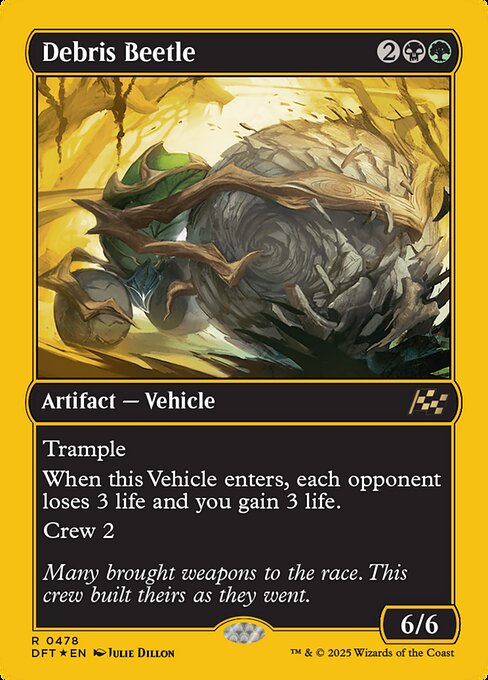 Debris Beetle 2
Artifact — Vehicle
Trample
When this Vehicle enters, each opponent
loses 3 life and you gain 3 life.
Crew 2
Many brought weapons to the race. This
crew built theirs as they went.
6/6
R 0478
DFT★EN Julie Dillon
™ & © 2025 Wizards of the Coast